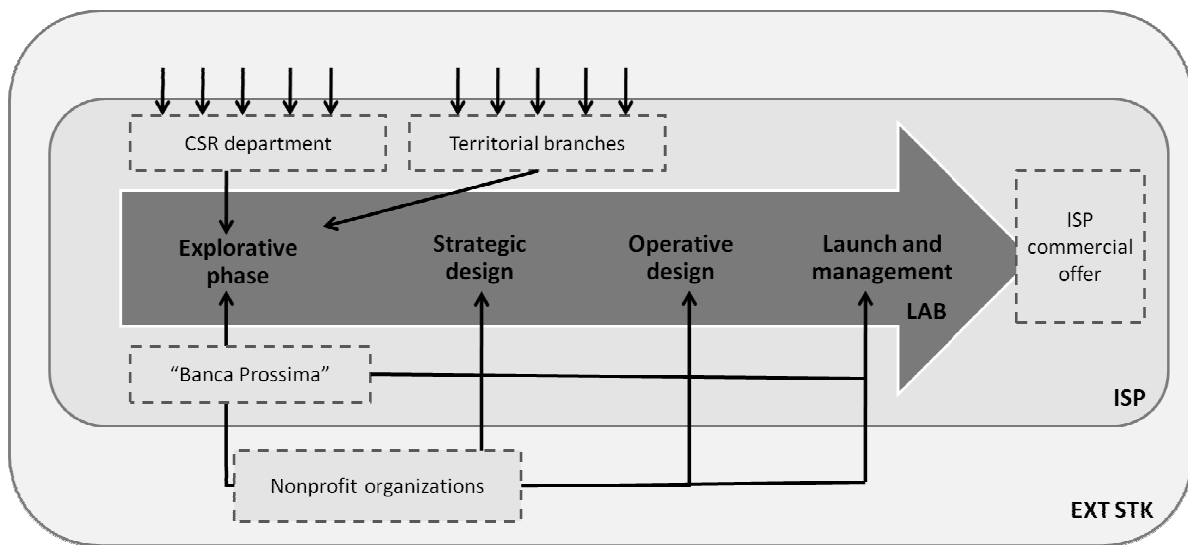 CSR department
Territorial branches
Explorative
phase
Strategic
design
Operative
design
Launch and
management
LAB
ISP
commercial
offer
“Banca Prossima”
ISP
Nonprofit organizations
EXT STK